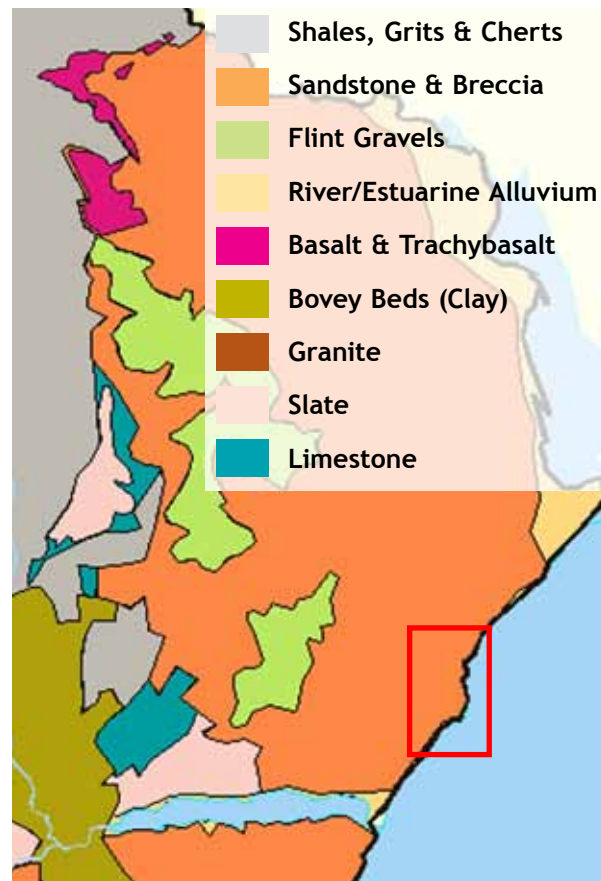 Shales, Grits & Cherts
Sandstone & Breccia
Flint Gravels
River/Estuarine Alluvium
Basalt & Trachybasalt
Bovey Beds (Clay)
Granite
Slate
Limestone